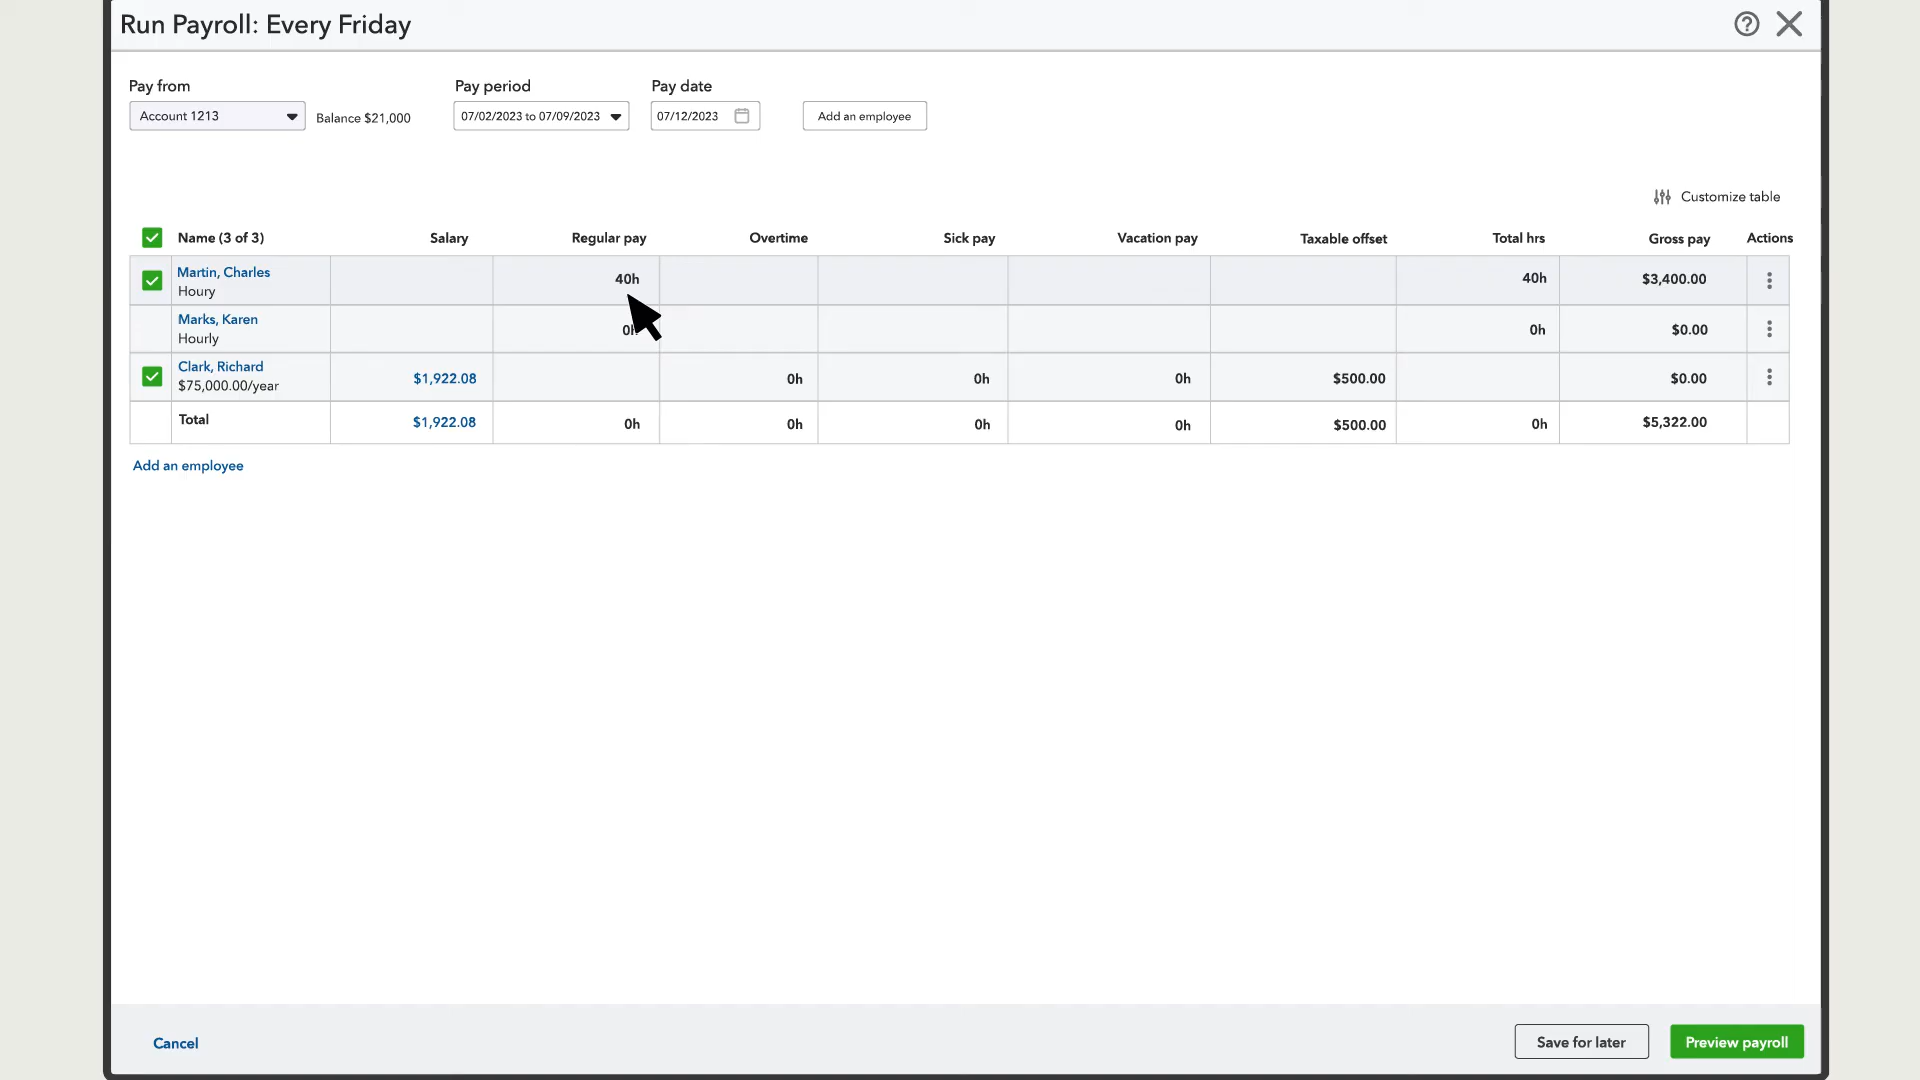 Run Payroll: Every Friday
Pay from
Pay period
Pay date
Account 1213
Balance $21,000
07/02/2023 to 07/09/2023
07/12/2023
Add an employee
Customize table
Name (3 of 3) Salary Regular pay Overtime Sick pay Vacation pay Taxable offset Total hrs Gross pay Actions
Martin, Charles
Houry
40h 40h $3,400.00
Marks, Karen
Hourly
0h 0h $0.00
Clark, Richard
$75,000.00/year
$1,922.08 0h 0h 0h $500.00 $0.00
Total $1,922.08 0h 0h 0h 0h $500.00 0h $5,322.00
Add an employee
Cancel
Save for later
Preview payroll